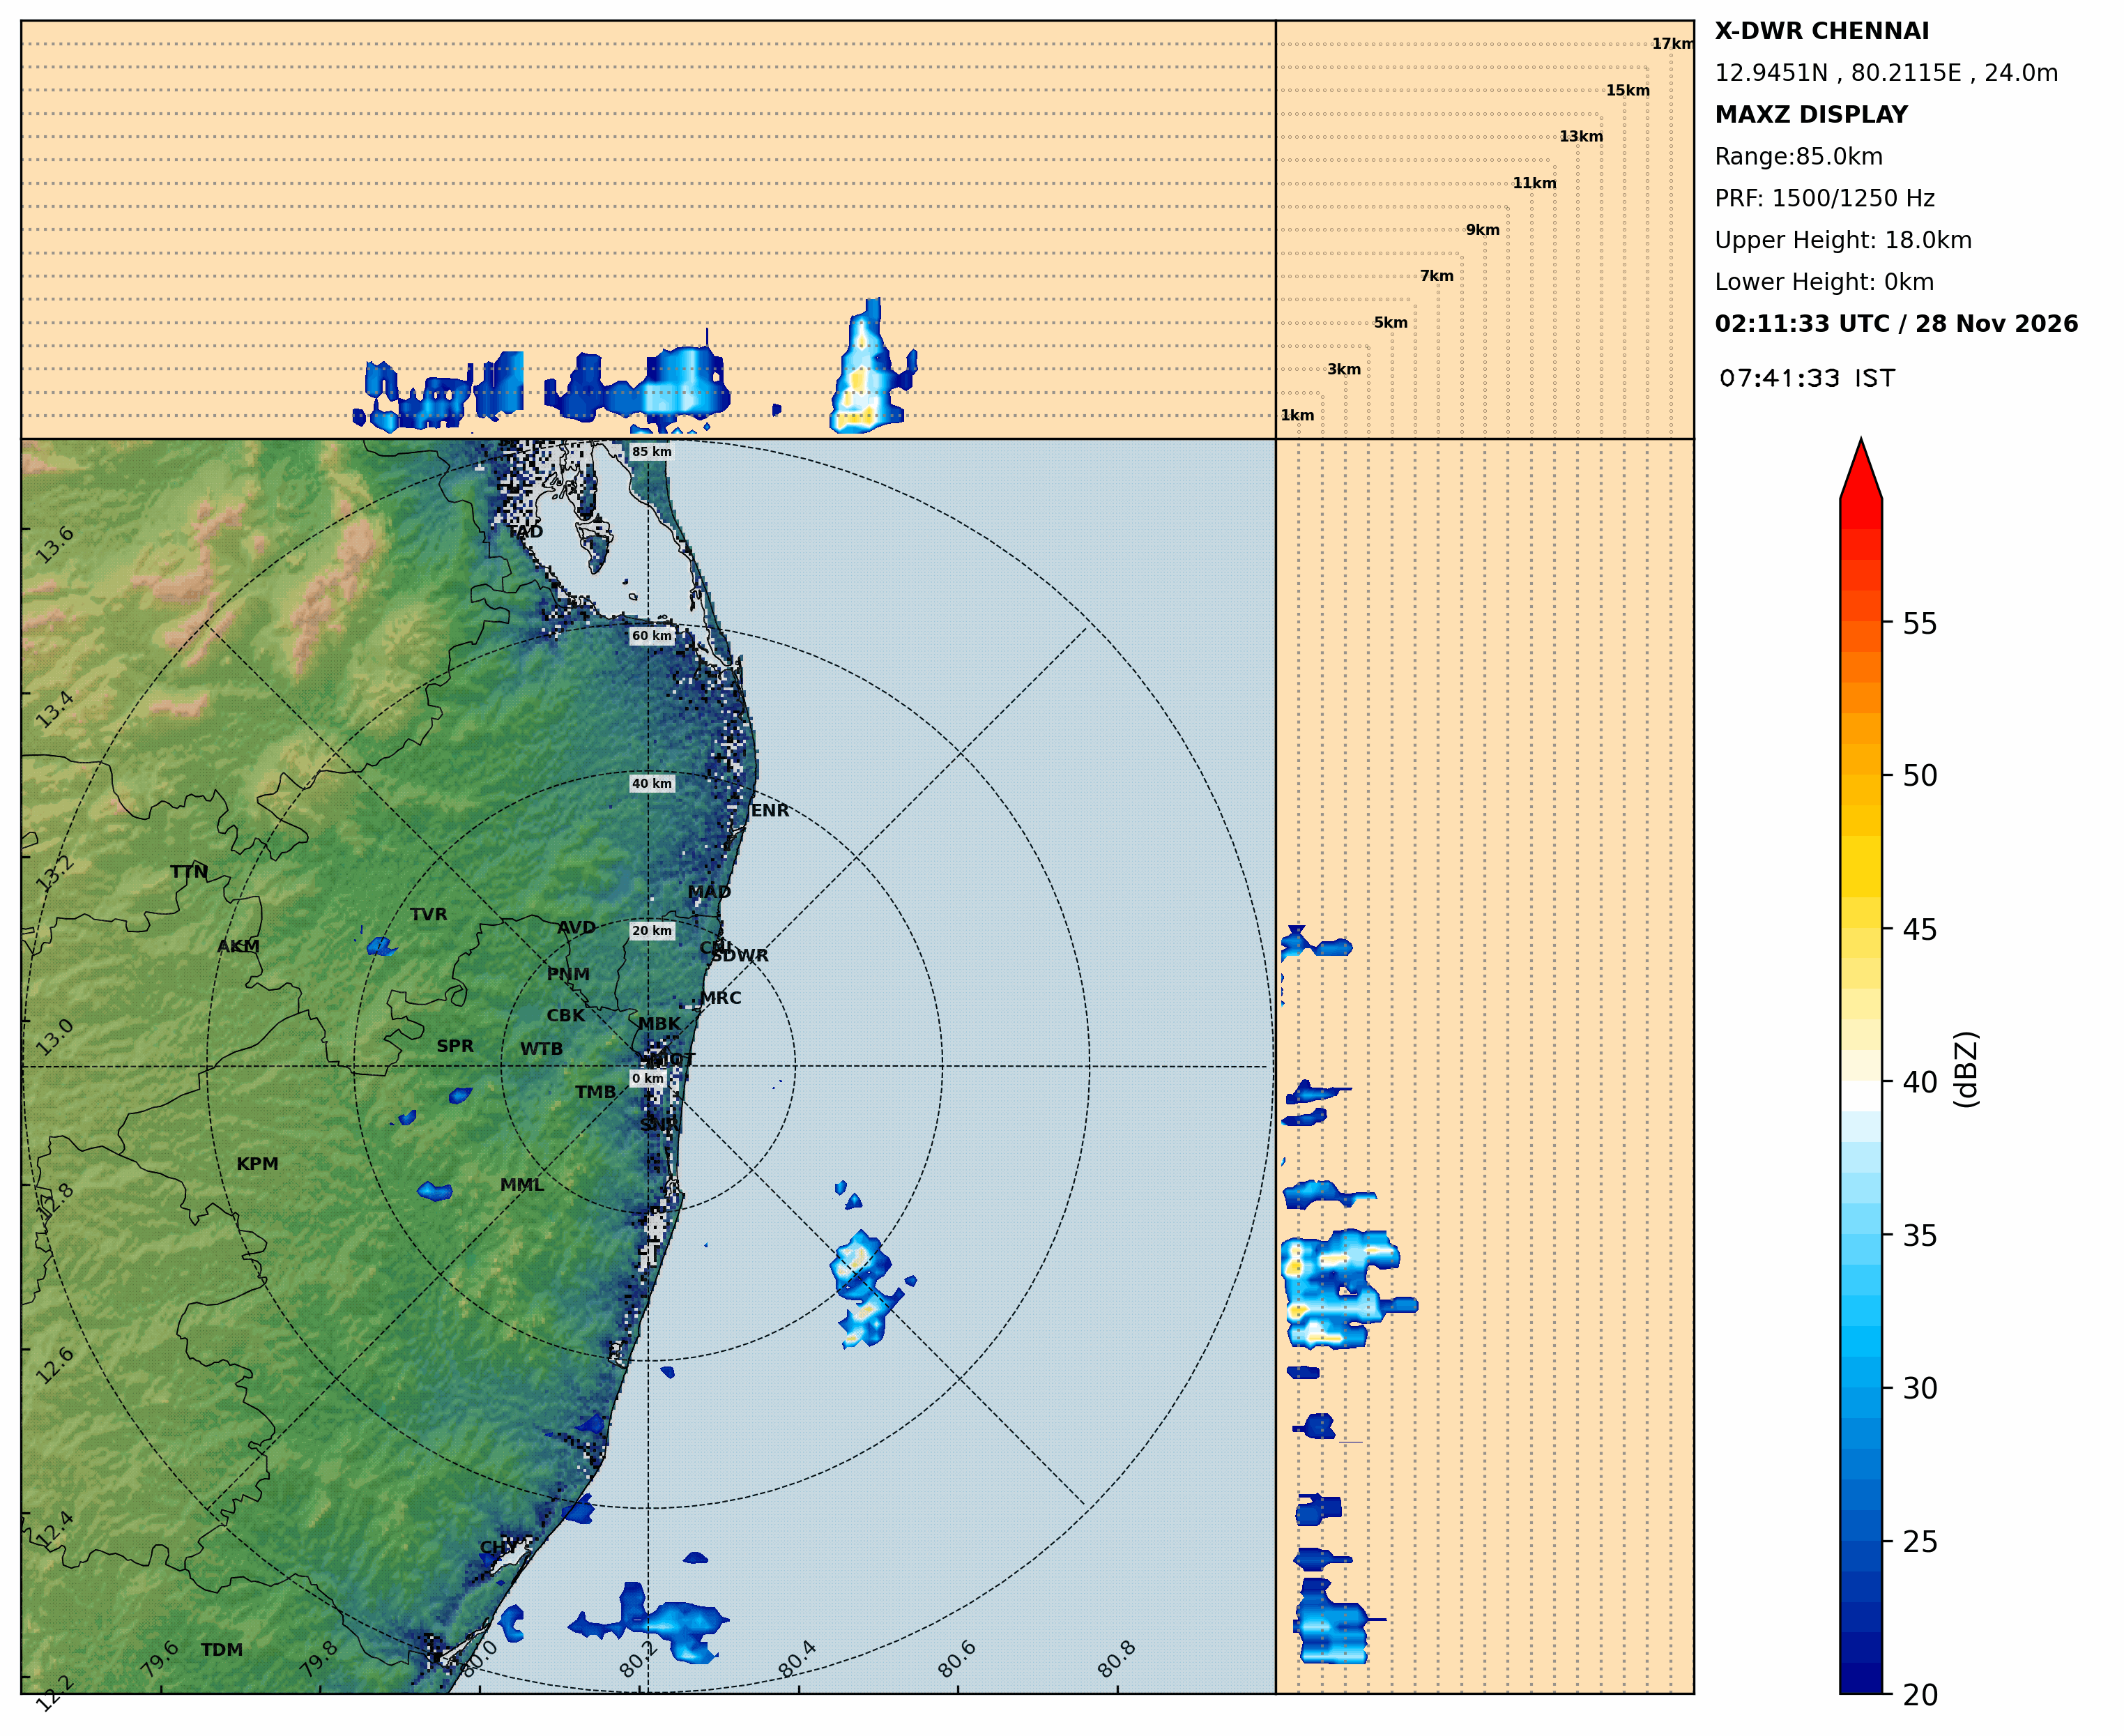 X-DWR CHENNAI
12.9451N , 80.2115E , 24.0m
MAXZ DISPLAY
Range:85.0km
PRF: 1500/1250 Hz
Upper Height: 18.0km
Lower Height: 0km
02:11:33 UTC / 28 Nov 2026
07:41:33 IST
17km
15km
13km
11km
9km
7km
5km
3km
1km
85 km
TAD
13.6
60 km
13.4
40 km
ENR
13.2
TTN
MAD
TVR
AVD
20 km
AKM
SDWR
PNM
MRC
CBK
MBK
13.0
SPR
WTB
0 km
TMB
SNR
KPM
MML
12.8
12.6
12.4
CHY
TDM
12.2
79.6
79.8
80.0
80.2
80.4
80.6
80.8
55
50
45
40
35
30
25
20
(dBZ)